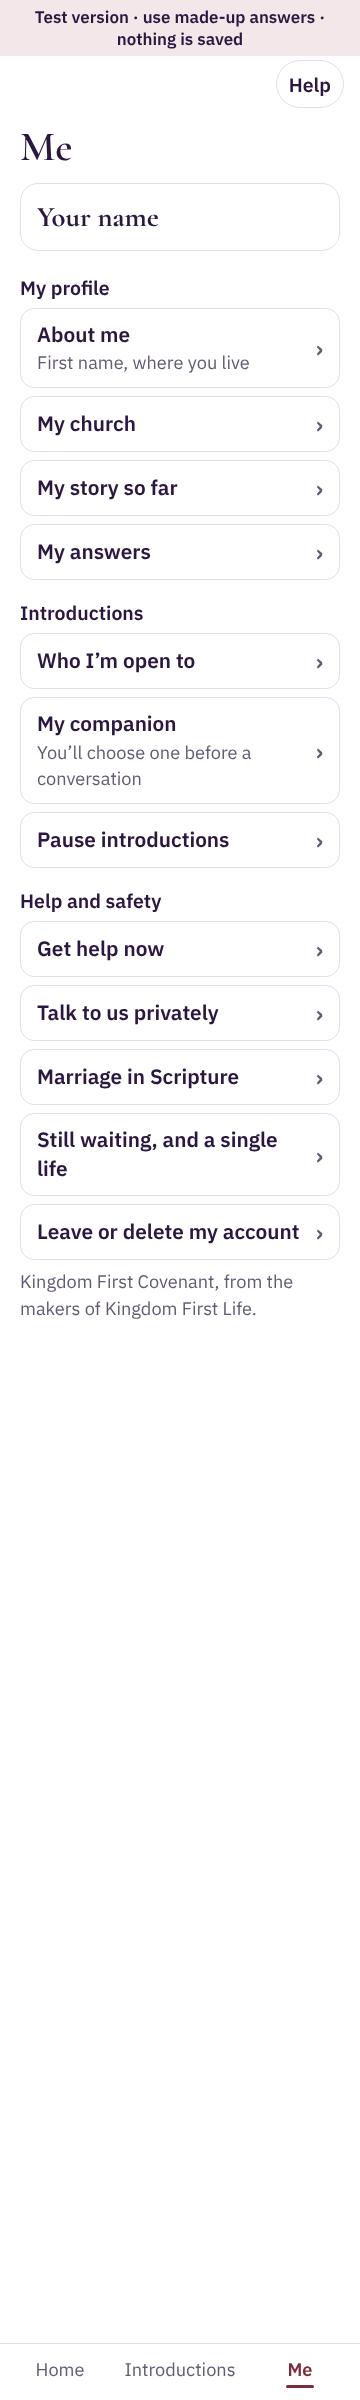 Test version · use made-up answers ·
nothing is saved
Help
Me
Your name
My profile
About me
First name, where you live
›
My church
›
My story so far
›
My answers
›
Introductions
Who I’m open to
›
My companion
You’ll choose one before a
conversation
›
Pause introductions
›
Help and safety
Get help now
›
Talk to us privately
›
Marriage in Scripture
›
Still waiting, and a single
life
›
Leave or delete my account
›
Kingdom First Covenant, from the
makers of Kingdom First Life.
Home
Introductions
Me